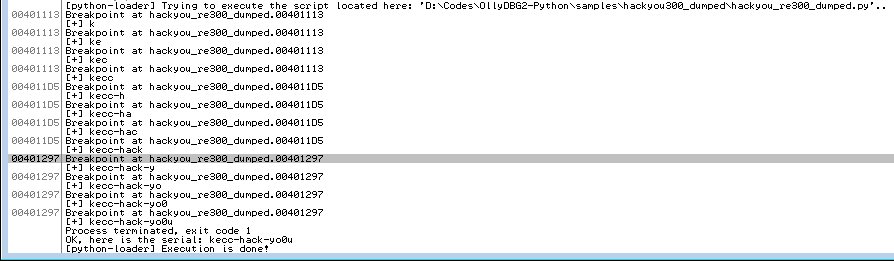 [python-loader] Trying to execute the script located here: 'D:\Codes\OllyDBG2-Python\samples\hackyou300_dumped\hackyou_re300_dumped.py'..
00401113 Breakpoint at hackyou_re300_dumped.00401113
[+] k
00401113 Breakpoint at hackyou_re300_dumped.00401113
[+] ke
00401113 Breakpoint at hackyou_re300_dumped.00401113
[+] kec
00401113 Breakpoint at hackyou_re300_dumped.00401113
[+] kecc
004011D5 Breakpoint at hackyou_re300_dumped.004011D5
[+] kecc-h
004011D5 Breakpoint at hackyou_re300_dumped.004011D5
[+] kecc-ha
004011D5 Breakpoint at hackyou_re300_dumped.004011D5
[+] kecc-hac
004011D5 Breakpoint at hackyou_re300_dumped.004011D5
[+] kecc-hack
00401297 Breakpoint at hackyou_re300_dumped.00401297
[+] kecc-hack-y
00401297 Breakpoint at hackyou_re300_dumped.00401297
[+] kecc-hack-yo
00401297 Breakpoint at hackyou_re300_dumped.00401297
[+] kecc-hack-yo0
00401297 Breakpoint at hackyou_re300_dumped.00401297
[+] kecc-hack-yo0u
Process terminated, exit code 1
OK, here is the serial: kecc-hack-yo0u
[python-loader] Execution is done!